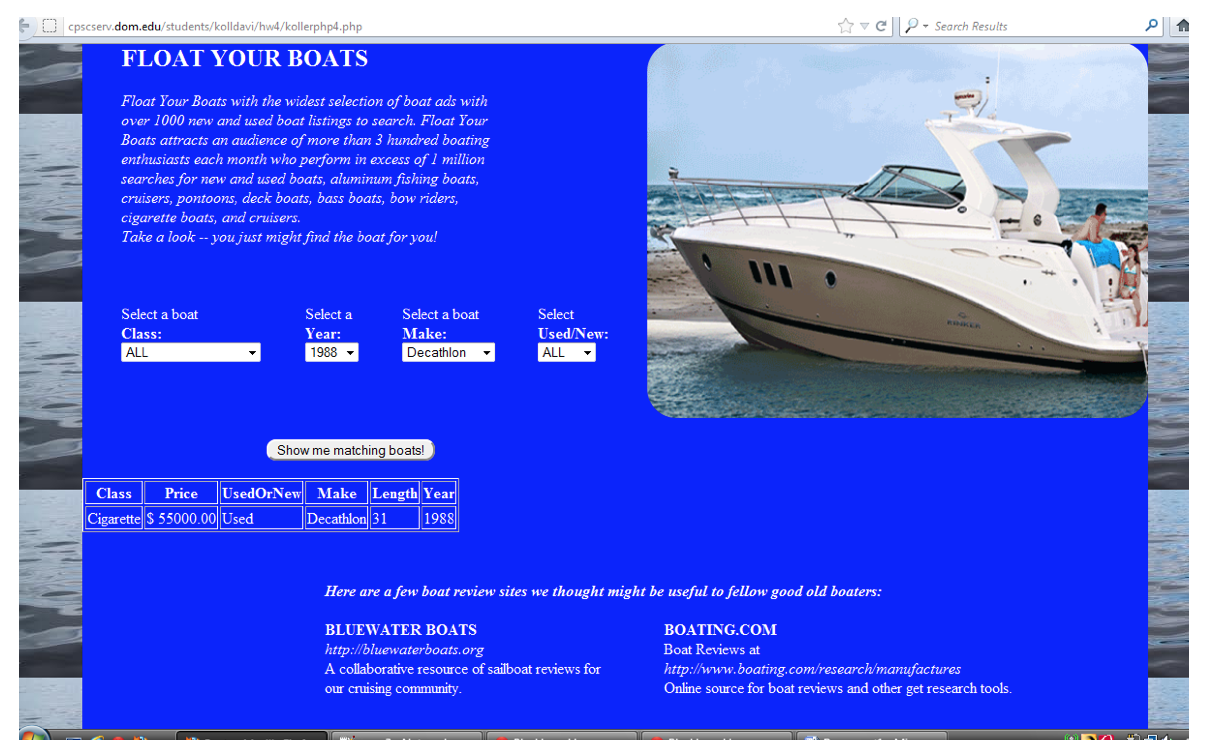 cpscserv.dom.edu/students/kolldavi/hw4/kollerphp4.php
Search Results
FLOAT YOUR BOATS
Float Your Boats with the widest selection of boat ads with
over 1000 new and used boat listings to search. Float Your
Boats attracts an audience of more than 3 hundred boating
enthusiasts each month who perform in excess of 1 million
searches for new and used boats, aluminum fishing boats,
cruisers, pontoons, deck boats, bass boats, bow riders,
cigarette boats, and cruisers.
Take a look -- you just might find the boat for you!
Select a boat Select a Select a boat Select
Class: Year: Make: Used/New:
ALL 1988 Decathlon ALL
Show me matching boats!
Class Price UsedOrNew Make Length Year
Cigarette $ 55000.00 Used Decathlon 31 1988
Here are a few boat review sites we thought might be useful to fellow good old boaters:
BLUEWATER BOATS
http://bluewaterboats.org
A collaborative resource of sailboat reviews for
our cruising community.
BOATING.COM
Boat Reviews at
http://www.boating.com/research/manufactures
Online source for boat reviews and other get research tools.